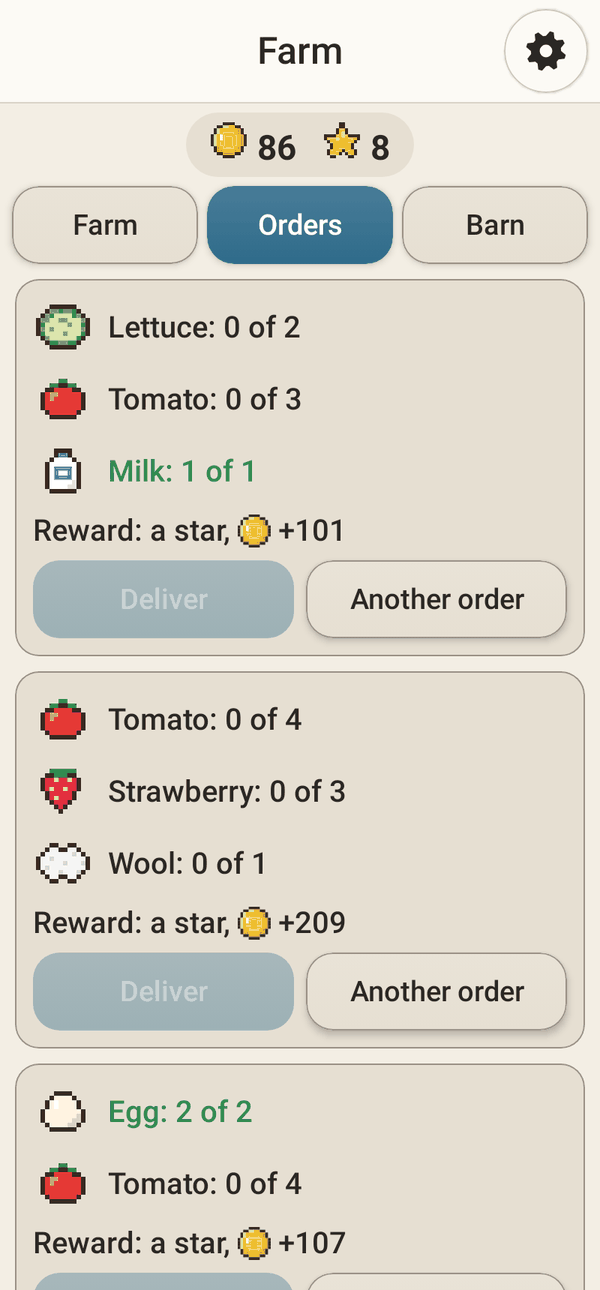 Farm
86 8
Farm Orders Barn
Lettuce: 0 of 2
Tomato: 0 of 3
Milk: 1 of 1
Reward: a star, +101
Deliver Another order
Tomato: 0 of 4
Strawberry: 0 of 3
Wool: 0 of 1
Reward: a star, +209
Deliver Another order
Egg: 2 of 2
Tomato: 0 of 4
Reward: a star, +107